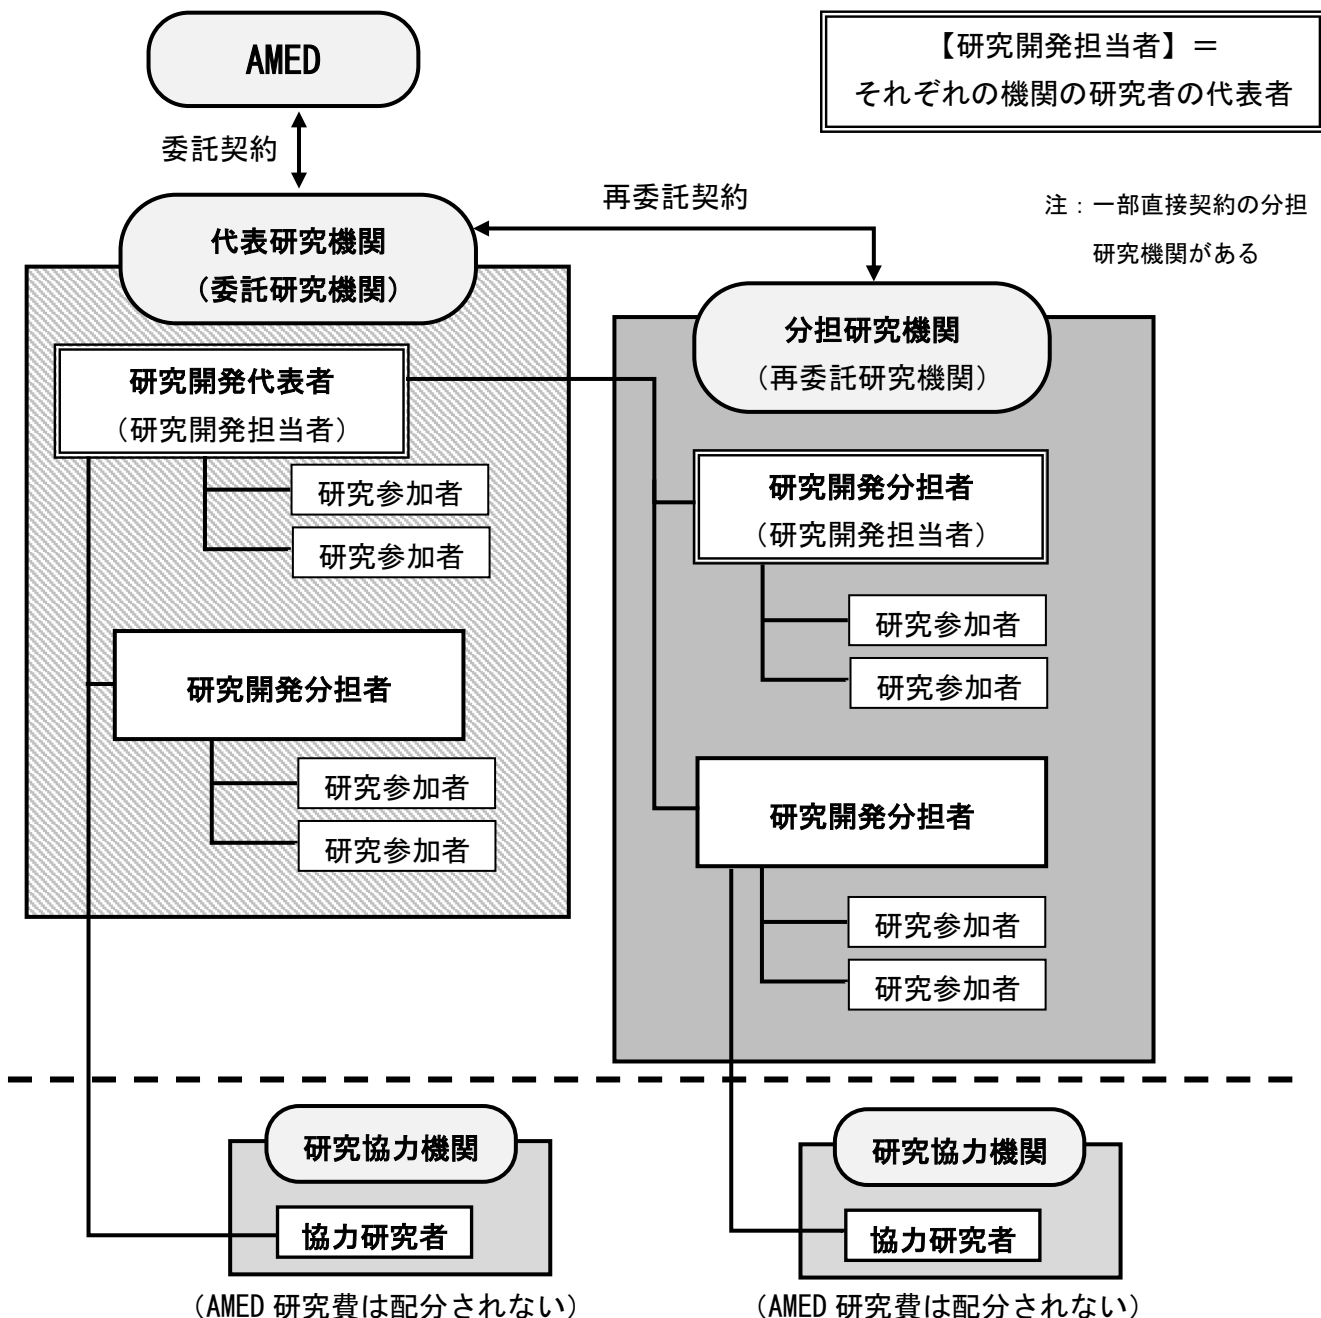 AMED
【研究開発担当者】＝
それぞれの機関の研究者の代表者
委託契約
再委託契約
注：一部直接契約の分担
研究機関がある
代表研究機関
（委託研究機関）
分担研究機関
（再委託研究機関）
研究開発代表者
（研究開発担当者）
研究参加者
研究参加者
研究開発分担者
研究参加者
研究参加者
研究開発分担者
（研究開発担当者）
研究参加者
研究参加者
研究開発分担者
研究参加者
研究参加者
研究協力機関
協力研究者
（AMED 研究費は配分されない）
研究協力機関
協力研究者
（AMED 研究費は配分されない）